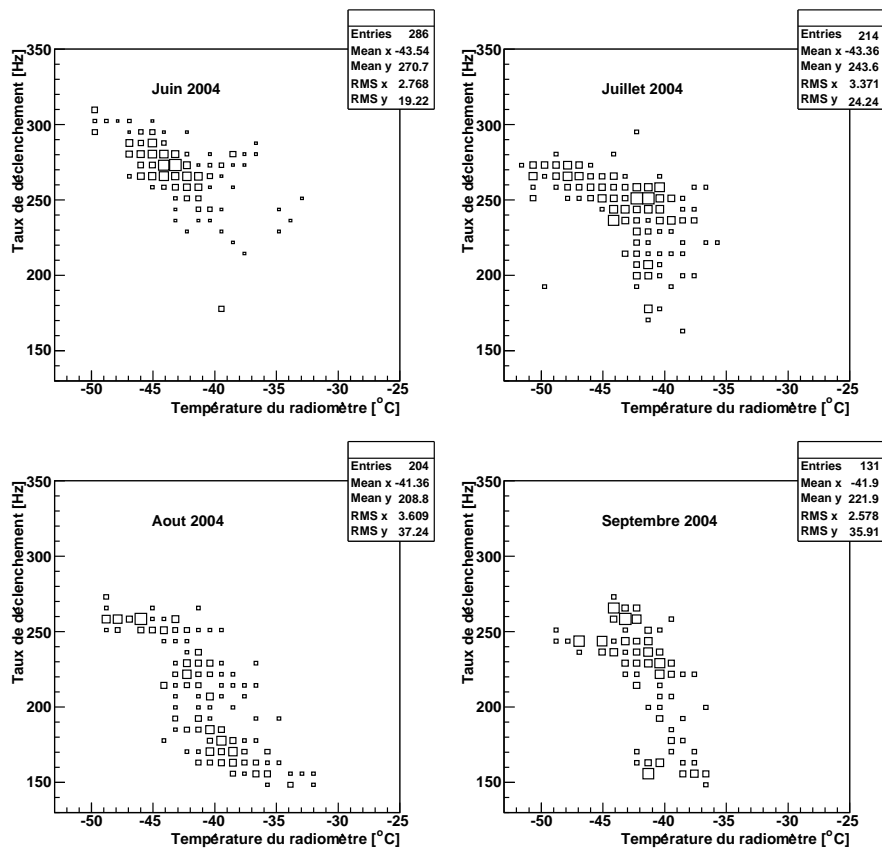 Entries 286
Mean x -43.54
Mean y 270.7
RMS x 2.768
RMS y 19.22
Juin 2004
Taux de déclenchement [Hz]
350
300
250
200
150
-50 -45 -40 -35 -30 -25
Température du radiomètre [°C]
Entries 214
Mean x -43.36
Mean y 243.6
RMS x 3.371
RMS y 24.24
Juillet 2004
Taux de déclenchement [Hz]
350
300
250
200
150
-50 -45 -40 -35 -30 -25
Température du radiomètre [°C]
Entries 204
Mean x -41.36
Mean y 208.8
RMS x 3.609
RMS y 37.24
Aout 2004
Taux de déclenchement [Hz]
350
300
250
200
150
-50 -45 -40 -35 -30 -25
Température du radiomètre [°C]
Entries 131
Mean x -41.9
Mean y 221.9
RMS x 2.578
RMS y 35.91
Septembre 2004
Taux de déclenchement [Hz]
350
300
250
200
150
-50 -45 -40 -35 -30 -25
Température du radiomètre [°C]